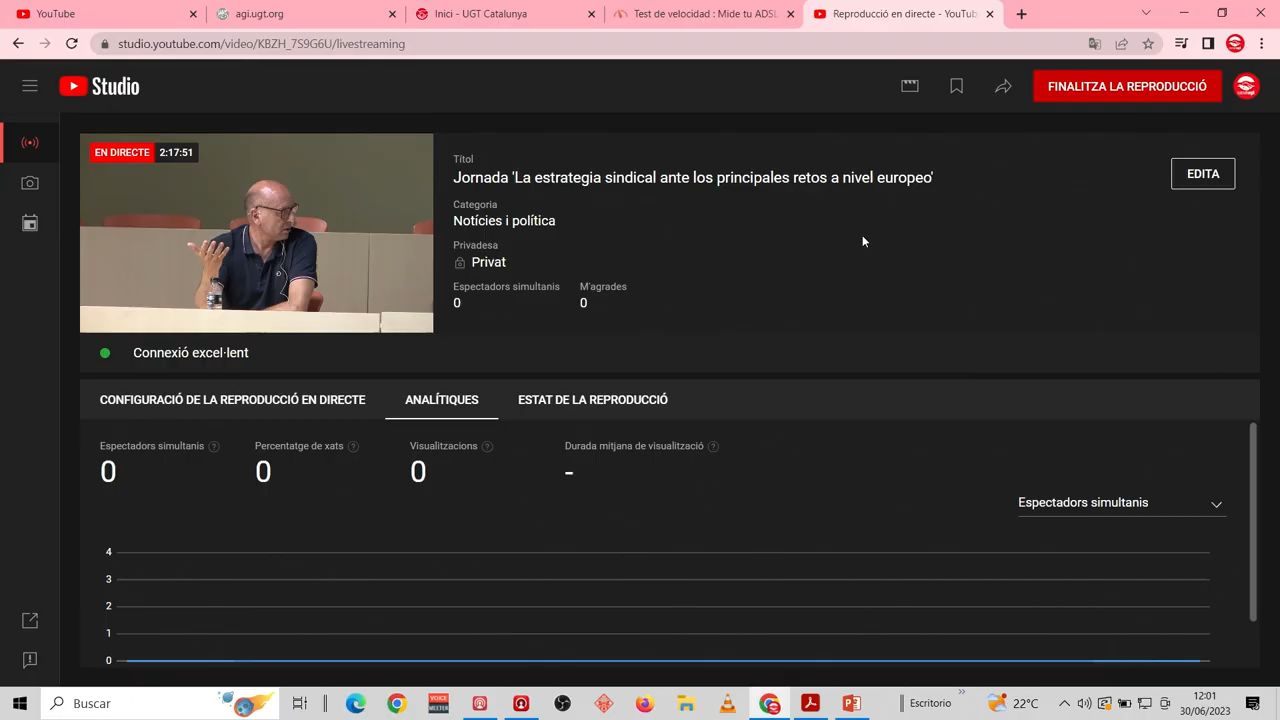 YouTube
agi.ugt.org
Inici - UGT Catalunya
Test de velocidad: Mide tu ADSL
Reproducció en directe - YouTub
studio.youtube.com/video/KBZH_7S9G6U/livestreaming
Studio
FINALITZA LA REPRODUCCIÓ
EN DIRECTE 2:17:51
Títol
Jornada 'La estrategia sindical ante los principales retos a nivel europeo'
EDITA
Categoria
Notícies i política
Privadesa
Privat
Espectadors simultanis M'agrades
0 0
Connexió excel·lent
CONFIGURACIÓ DE LA REPRODUCCIÓ EN DIRECTE ANALÍTIQUES ESTAT DE LA REPRODUCCIÓ
Espectadors simultanis Percentatge de xats Visualitzacions Durada mitjana de visualització
0 0 0 -
Espectadors simultanis
4
3
2
1
0
Buscar
VOICE MEETER
Escritorio
22°C
12:01
30/06/2023